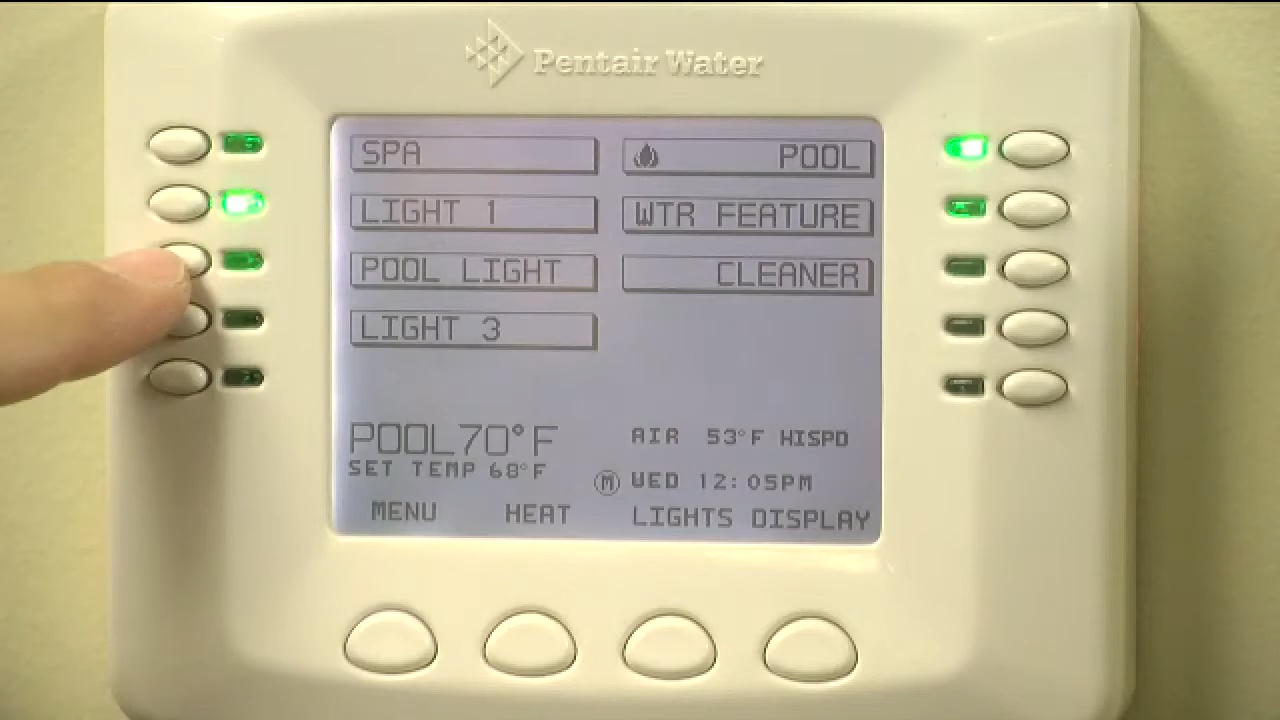 Pentair Water
SPA
POOL
LIGHT 1
WTR FEATURE
POOL LIGHT
CLEANER
LIGHT 3
POOL70°F
AIR 53°F HISPD
SET TEMP 68°F
M WED 12:05PM
MENU HEAT LIGHTS DISPLAY